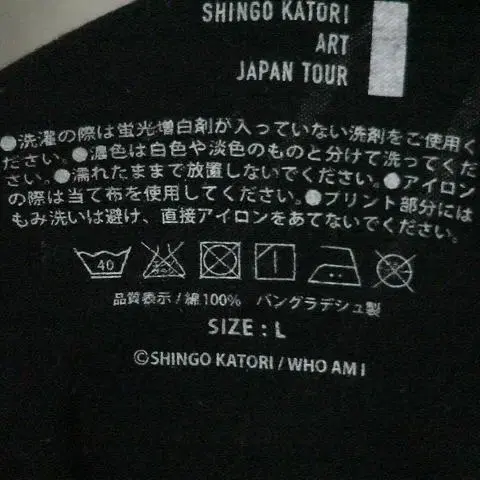 SHINGO KATORI
ART
JAPAN TOUR
●洗濯の際は蛍光増白剤が入っていない洗剤をご使用く
ださい。●濃色は白色や淡色のものと分けて洗ってくだ
さい。●濡れたままで放置しないでください。●アイロン
の際は当て布を使用してください。●プリント部分には
もみ洗いは避け、直接アイロンをあてないでください。
40
品質表示/綿100% バングラデシュ製
SIZE : L
©SHINGO KATORI / WHO AM I